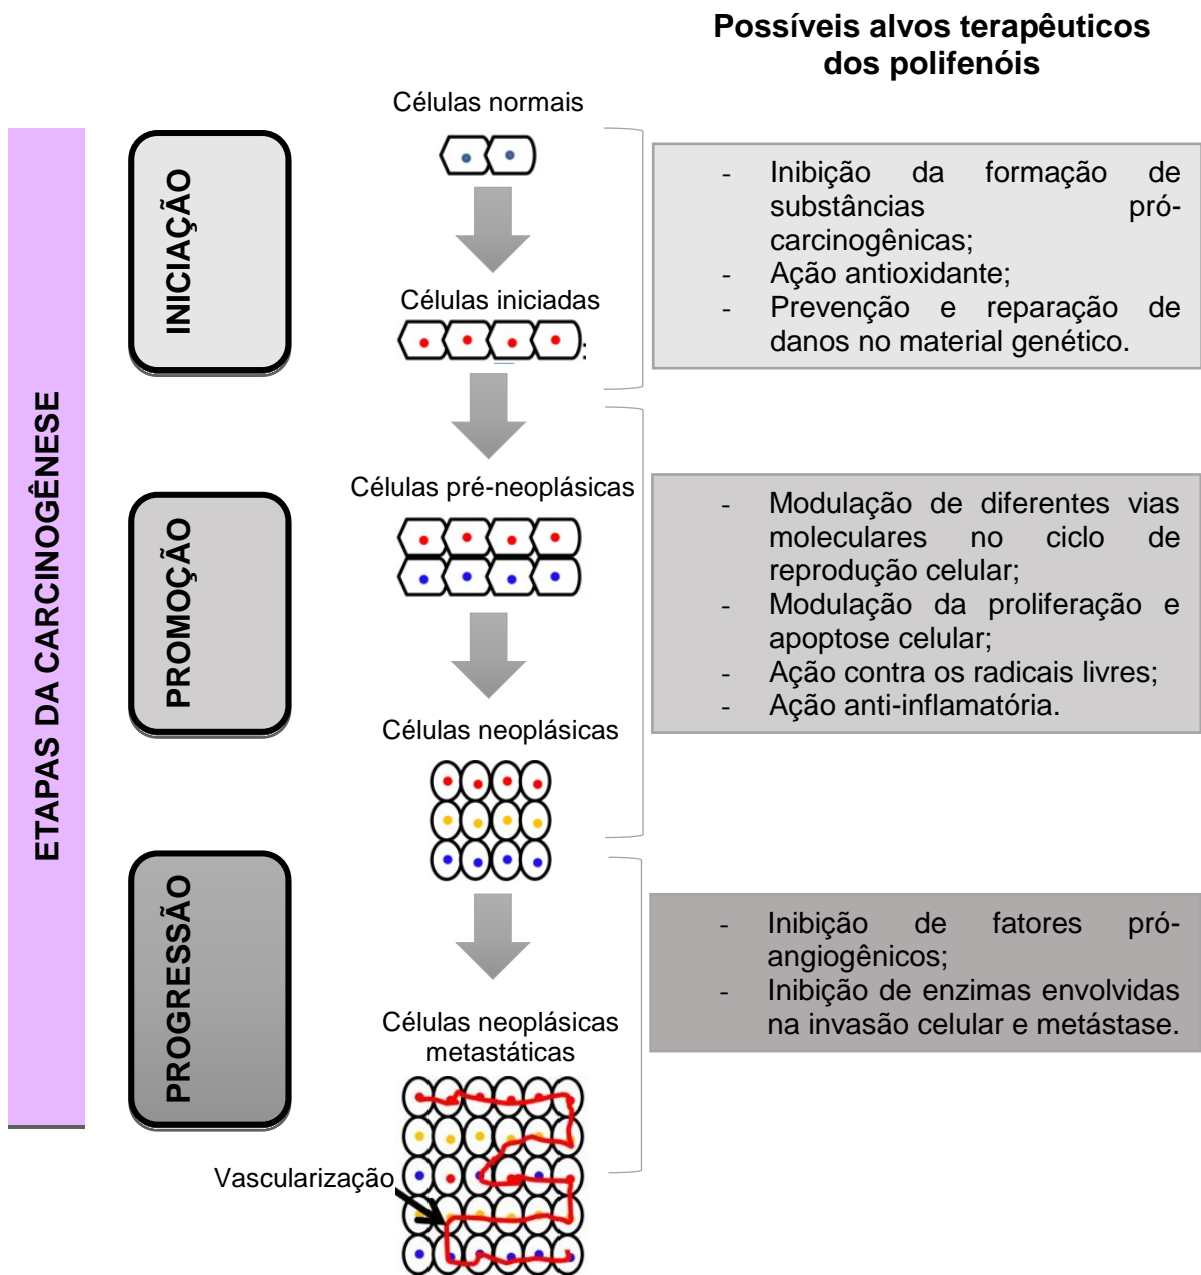 Possíveis alvos terapêuticos
dos polifenóis
ETAPAS DA CARCINOGÊNESE
INICIAÇÃO
Células normais
Células iniciadas
:
- Inibição da formação de
substâncias pró-
carcinogênicas;
- Ação antioxidante;
- Prevenção e reparação de
danos no material genético.
PROMOÇÃO
Células pré-neoplásicas
Células neoplásicas
- Modulação de diferentes vias
moleculares no ciclo de
reprodução celular;
- Modulação da proliferação e
apoptose celular;
- Ação contra os radicais livres;
- Ação anti-inflamatória.
PROGRESSÃO
Células neoplásicas
metastáticas
Vascularização
- Inibição de fatores pró-
angiogênicos;
- Inibição de enzimas envolvidas
na invasão celular e metástase.